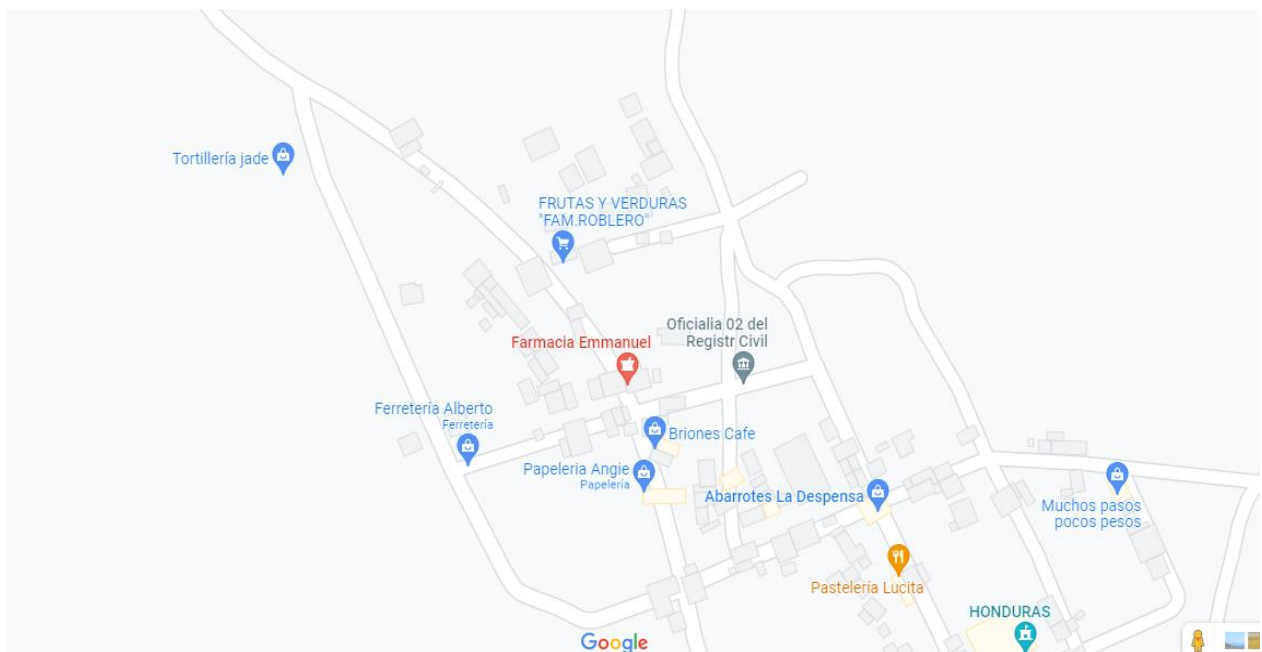 Tortillería jade
FRUTAS Y VERDURAS
"FAM.ROBLERO"
Oficialia 02 del
Registr Civil
Farmacia Emmanuel
Ferretería Alberto
Ferretería
Briones Cafe
Papeleria Angie
Papelería
Abarrotes La Despensa
Muchos pasos
pocos pesos
Pastelería Lucita
HONDURAS
Google